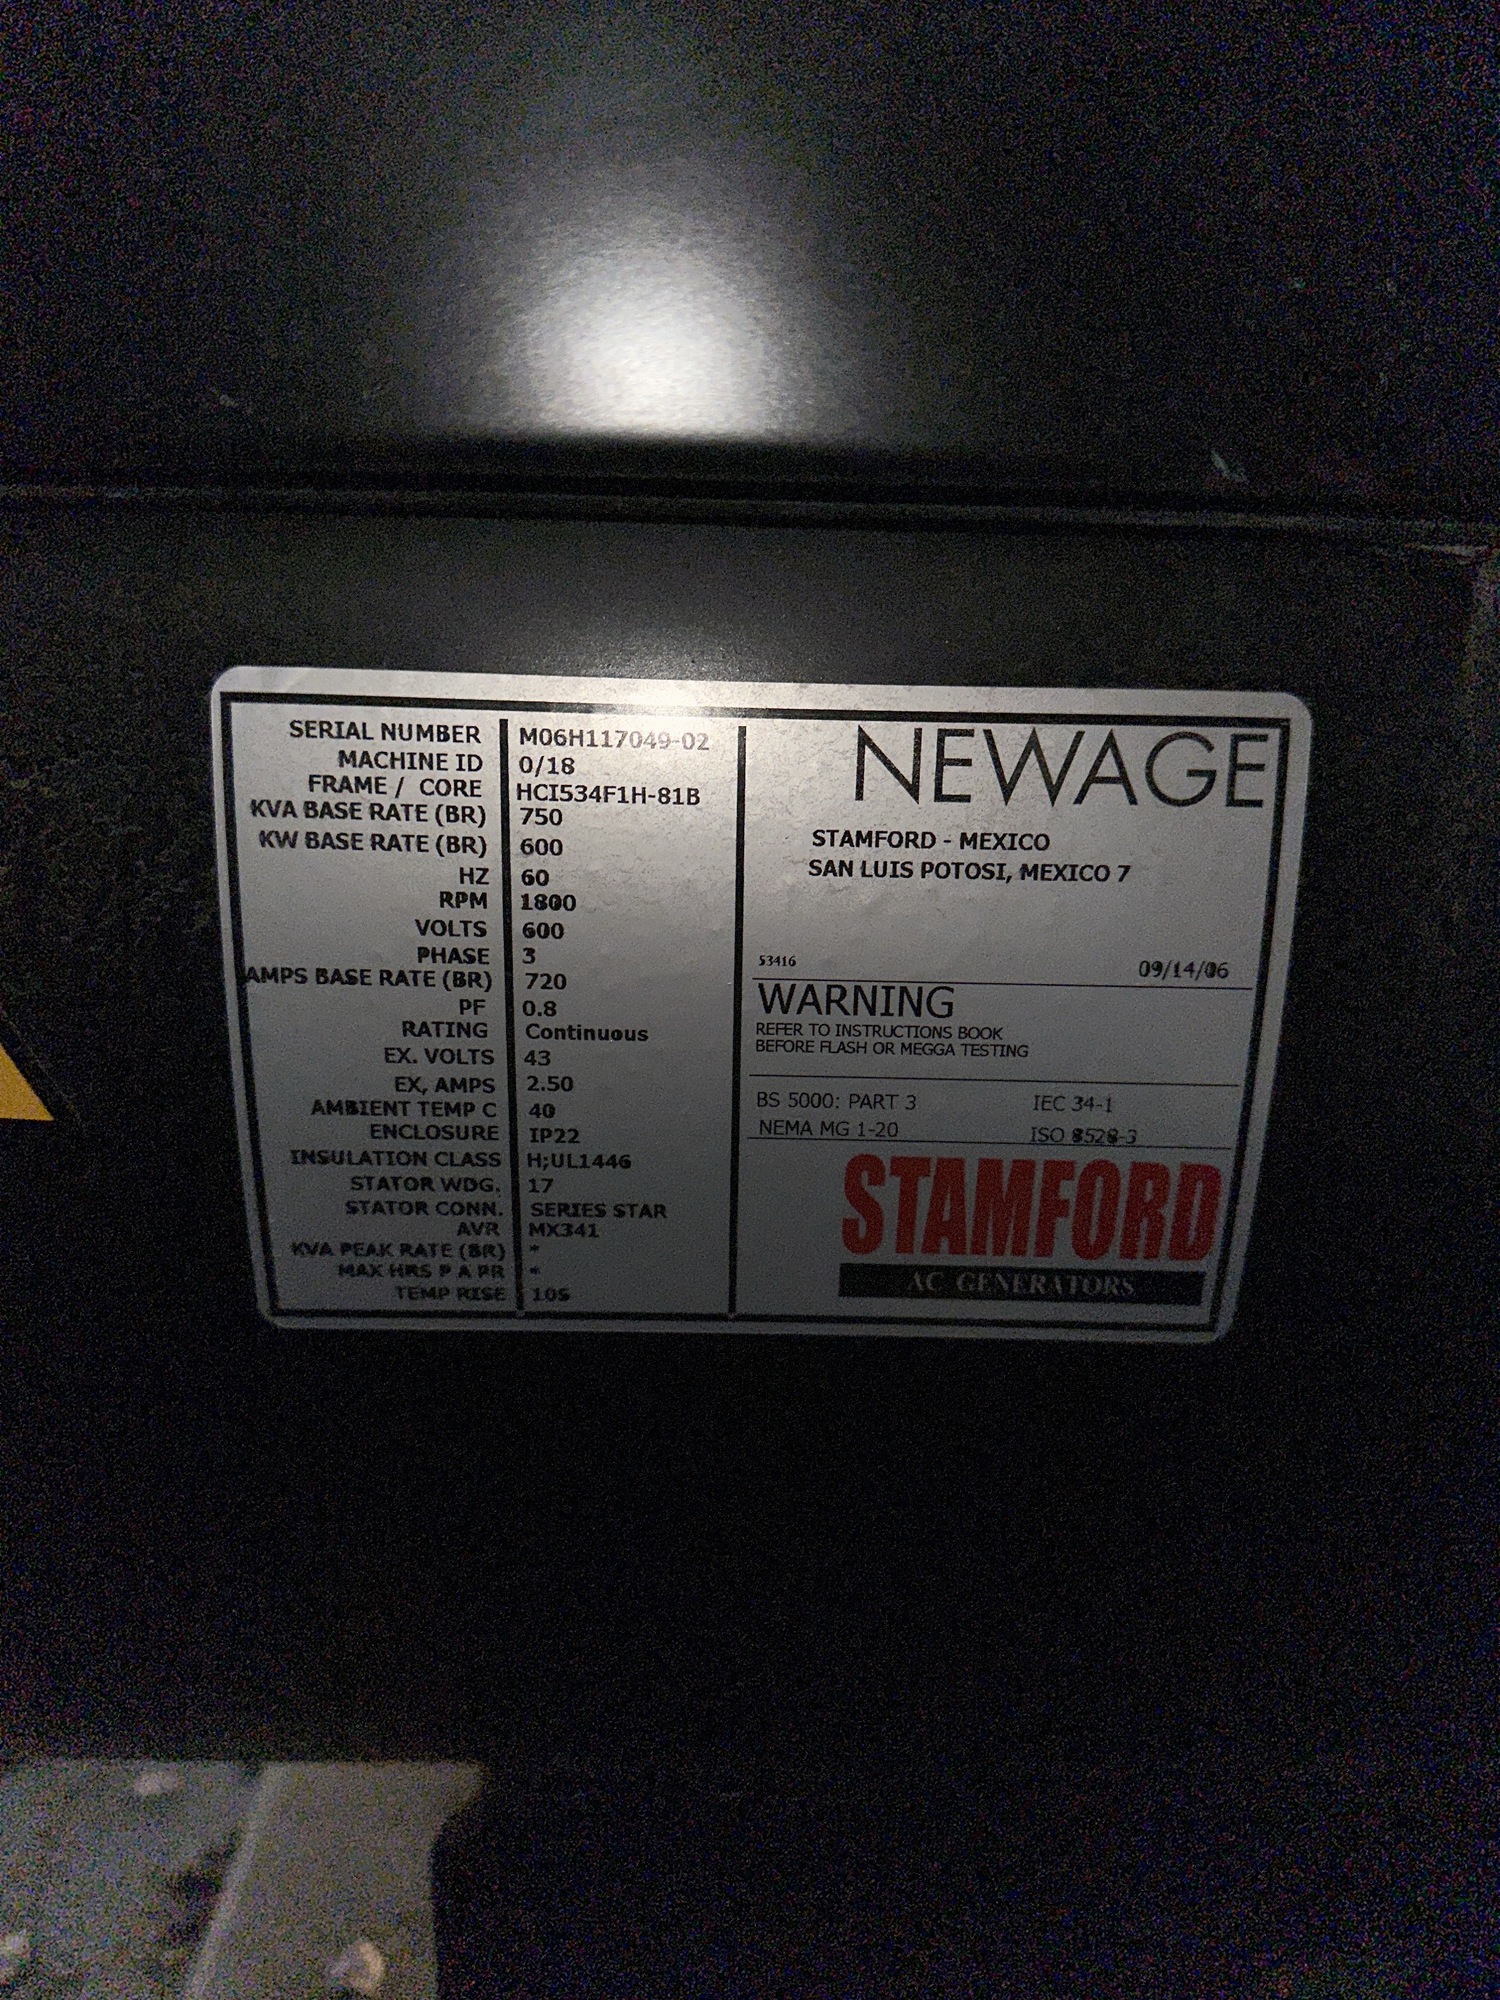 SERIAL NUMBER M06H117049-02
MACHINE ID 0/18
FRAME / CORE HCI534F1H-81B
KVA BASE RATE (BR) 750
KW BASE RATE (BR) 600
HZ 60
RPM 1800
VOLTS 600
PHASE 3
AMPS BASE RATE (BR) 720
PF 0.8
RATING Continuous
EX. VOLTS 43
EX, AMPS 2.50
AMBIENT TEMP C 40
ENCLOSURE IP22
INSULATION CLASS H;UL1446
STATOR WDG. 17
STATOR CONN. SERIES STAR
AVR MX341
KVA PEAK RATE (BR) *
MAX HRS P A PR *
TEMP RISE 105
NEWAGE
STAMFORD - MEXICO
SAN LUIS POTOSI, MEXICO 7
53416 09/14/06
WARNING
REFER TO INSTRUCTIONS BOOK
BEFORE FLASH OR MEGGA TESTING
BS 5000: PART 3 IEC 34-1
NEMA MG 1-20 ISO 8528-3
STAMFORD
AC GENERATORS